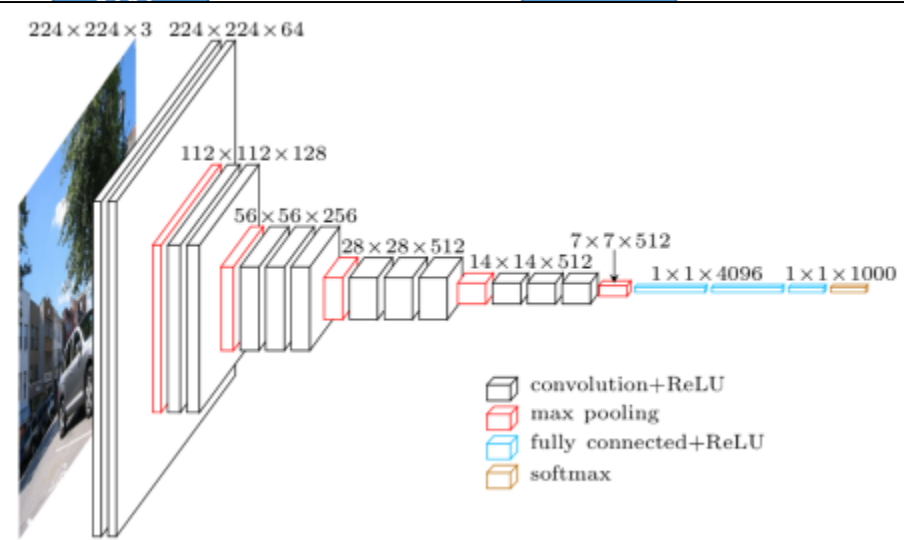 224×224×3
224×224×64
112×112×128
56×56×256
28×28×512
14×14×512
7×7×512
1×1×4096
1×1×1000
convolution+ReLU
max pooling
fully connected+ReLU
softmax